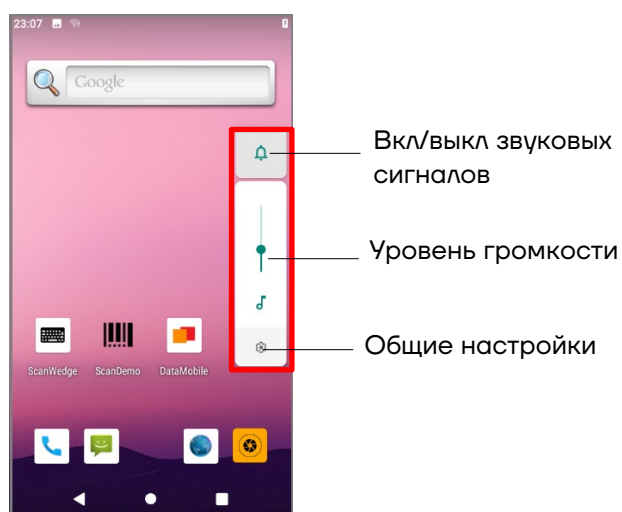 23:07
Google
Вкл/выкл звуковых
сигналов
Уровень громкости
Общие настройки
ScanWedge ScanDemo DataMobile